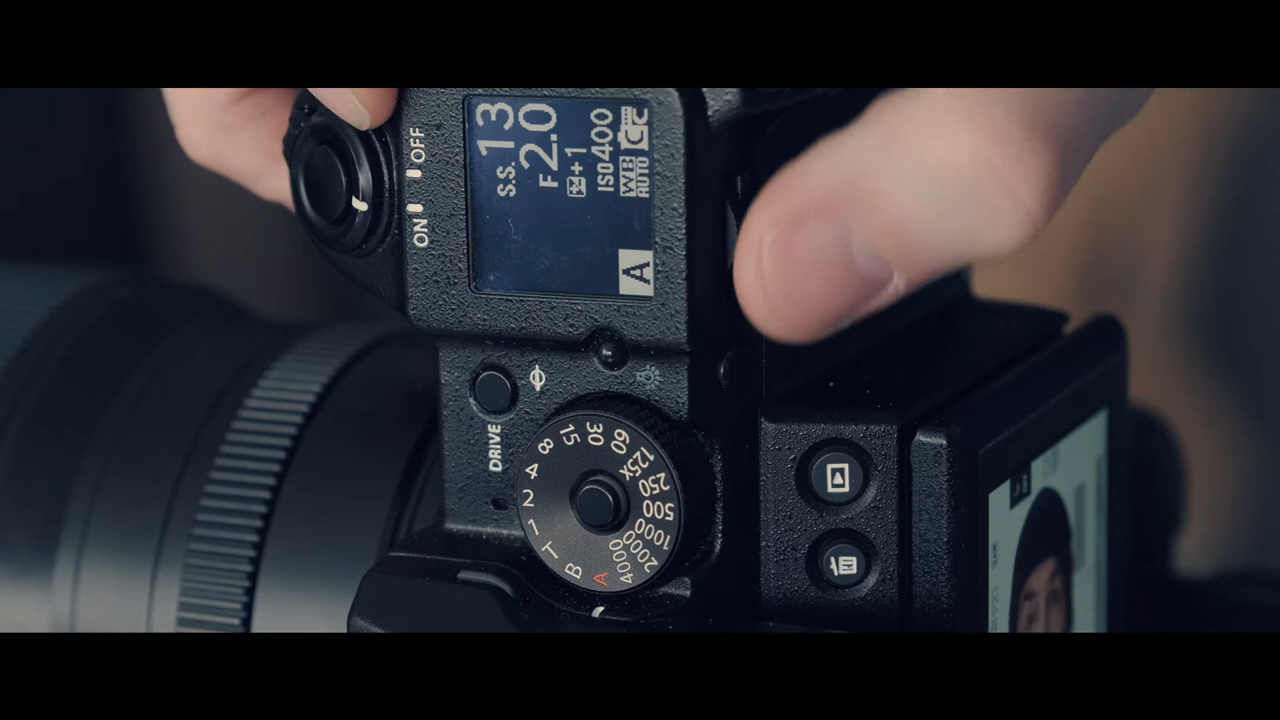 OFF
ON
S.S. 13
F 2.0
+1
ISO 400
WB AUTO
C
A
DRIVE
A
B
T
1
2
4
8
15
30
60
125x
250
500
1000
2000
4000